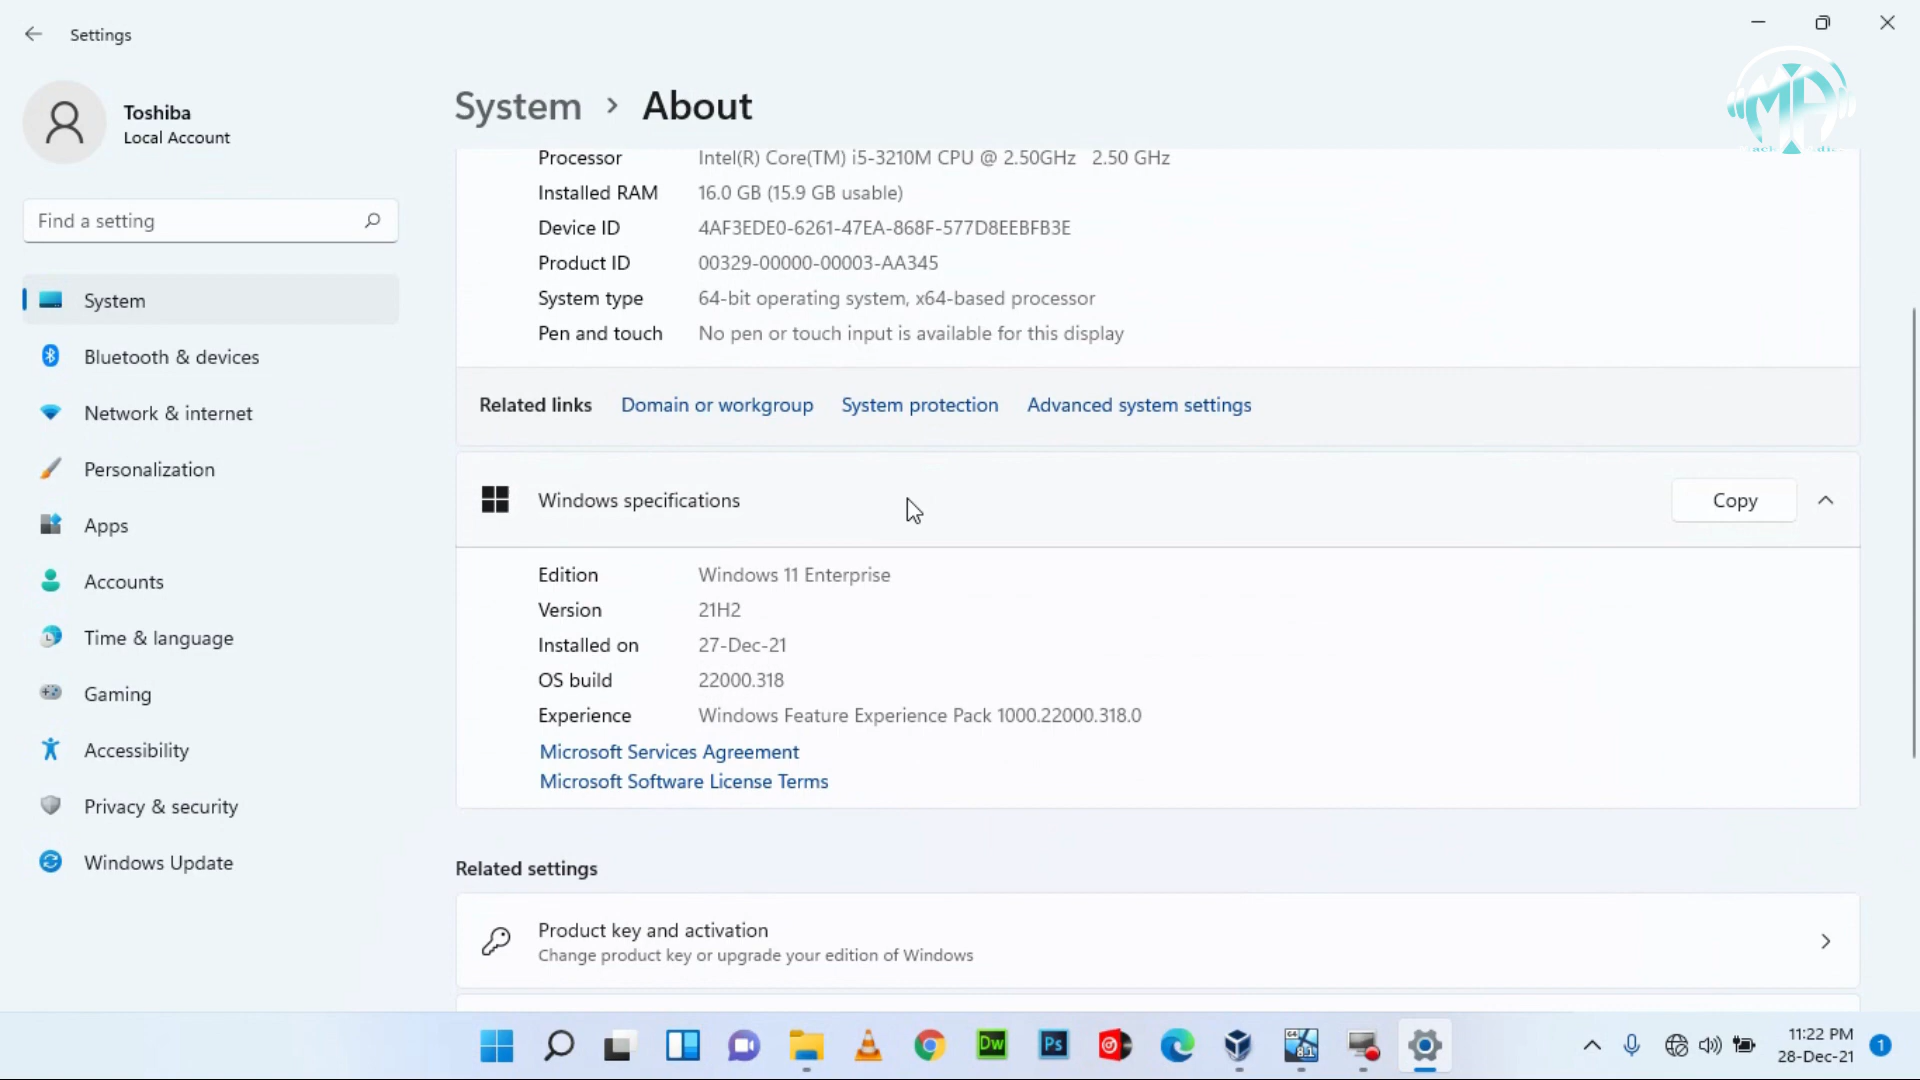 Settings
Toshiba
Local Account
Find a setting
System
Bluetooth & devices
Network & internet
Personalization
Apps
Accounts
Time & language
Gaming
Accessibility
Privacy & security
Windows Update
System > About
Processor Intel(R) Core(TM) i5-3210M CPU @ 2.50GHz 2.50 GHz
Installed RAM 16.0 GB (15.9 GB usable)
Device ID 4AF3EDE0-6261-47EA-868F-577D8EEBFB3E
Product ID 00329-00000-00003-AA345
System type 64-bit operating system, x64-based processor
Pen and touch No pen or touch input is available for this display
Related links Domain or workgroup System protection Advanced system settings
Windows specifications Copy
Edition Windows 11 Enterprise
Version 21H2
Installed on 27-Dec-21
OS build 22000.318
Experience Windows Feature Experience Pack 1000.22000.318.0
Microsoft Services Agreement
Microsoft Software License Terms
Related settings
Product key and activation
Change product key or upgrade your edition of Windows
Dw
Ps
64
8.1
11:22 PM
28-Dec-21
1